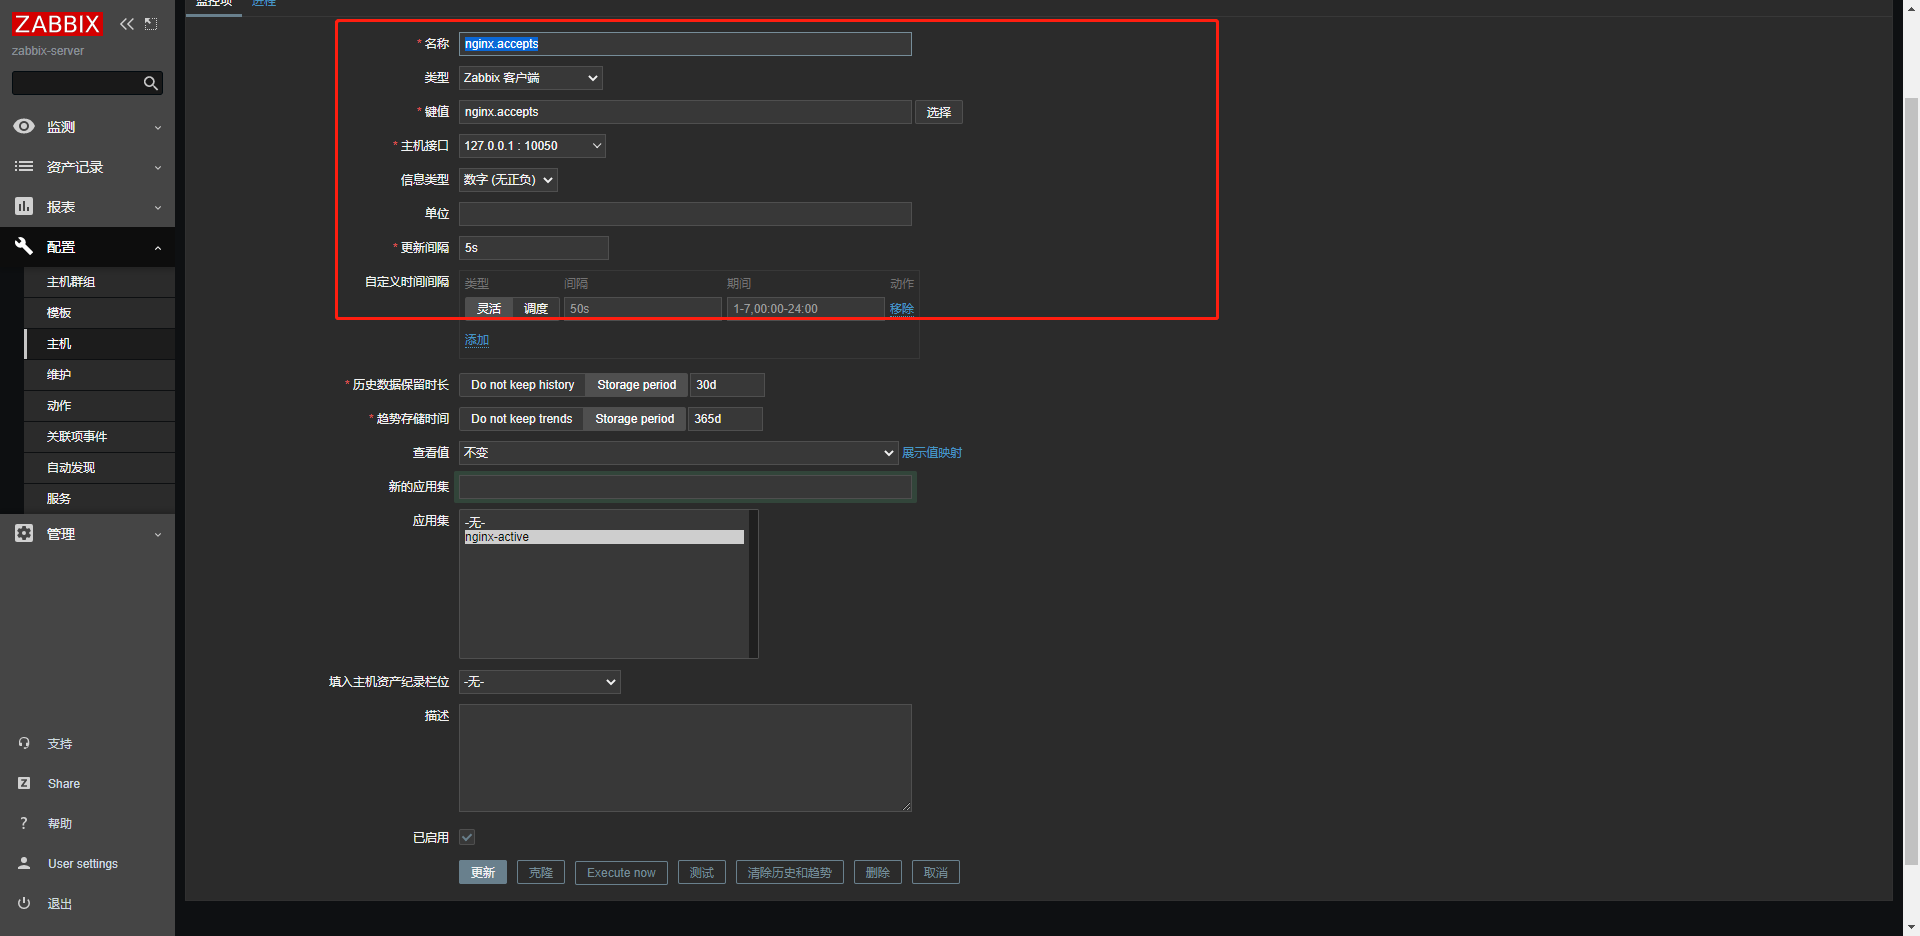 监控项 进程
ZABBIX
zabbix-server
监测
资产记录
报表
配置
主机群组
模板
主机
维护
动作
关联项事件
自动发现
服务
管理
支持
Share
帮助
User settings
退出
* 名称 nginx.accepts
类型 Zabbix 客户端
* 键值 nginx.accepts 选择
* 主机接口 127.0.0.1 : 10050
信息类型 数字 (无正负)
单位
* 更新间隔 5s
自定义时间间隔 类型 间隔 期间 动作
灵活 调度 50s 1-7,00:00-24:00 移除
添加
* 历史数据保留时长 Do not keep history Storage period 30d
* 趋势存储时间 Do not keep trends Storage period 365d
查看值 不变 展示值映射
新的应用集
应用集 -无-
nginx-active
填入主机资产纪录栏位 -无-
描述
已启用
更新 克隆 Execute now 测试 清除历史和趋势 删除 取消